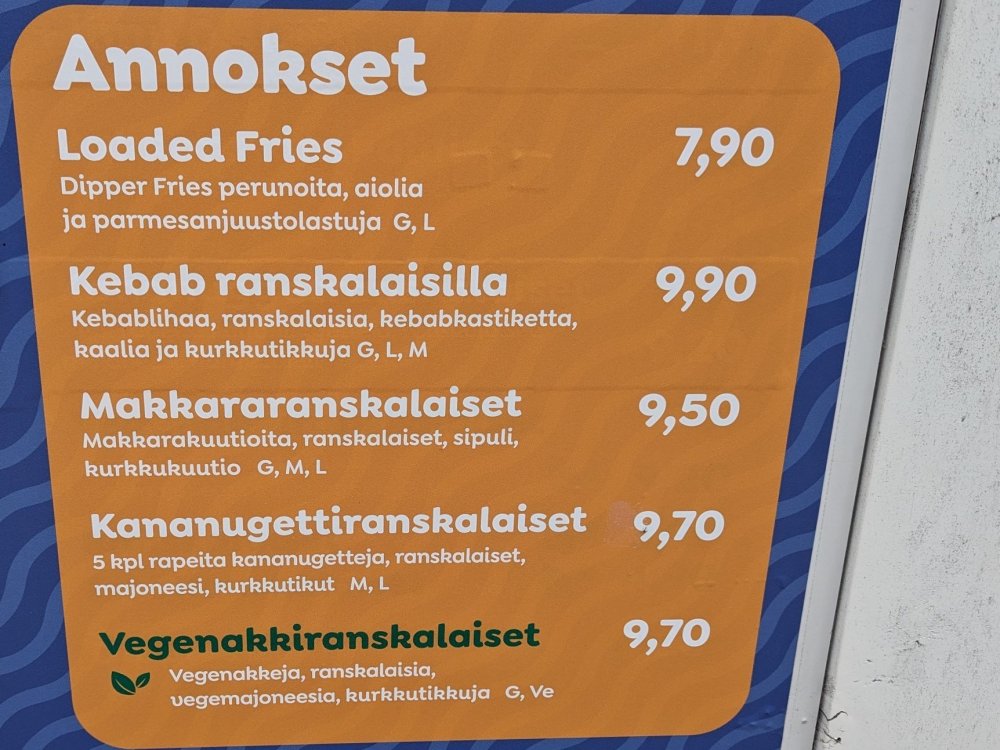 Annokset
Loaded Fries 7,90
Dipper Fries perunoita, aiolia
ja parmesanjuustolastuja G, L
Kebab ranskalaisilla 9,90
Kebablihaa, ranskalaisia, kebabkastiketta,
kaalia ja kurkkutikkuja G, L, M
Makkararanskalaiset 9,50
Makkarakuutioita, ranskalaiset, sipuli,
kurkkukuutio G, M, L
Kananugettiranskalaiset 9,70
5 kpl rapeita kananugetteja, ranskalaiset,
majoneesi, kurkkutikut M, L
Vegenakkiranskalaiset 9,70
Vegenakkeja, ranskalaisia,
vegemajoneesia, kurkkutikkuja G, Ve